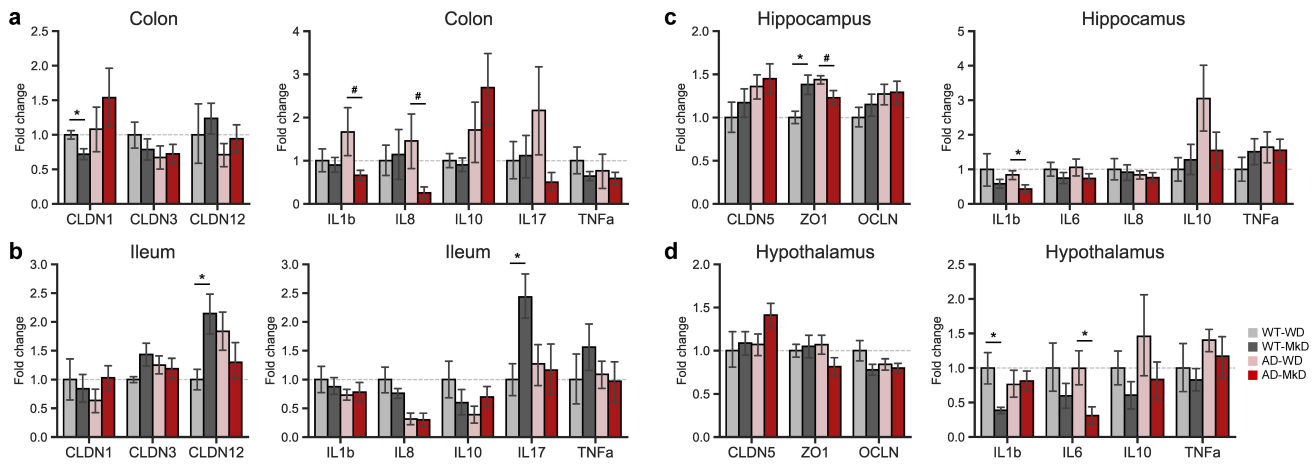 a
Colon
Fold change
2.5
2.0
1.5
1.0
0.5
0.0
*
CLDN1 CLDN3 CLDN12
Colon
Fold change
4
3
2
1
0
# #
IL1b IL8 IL10 IL17 TNFa
b
Ileum
Fold change
3.0
2.5
2.0
1.5
1.0
0.5
0.0
*
CLDN1 CLDN3 CLDN12
Ileum
Fold change
3.0
2.5
2.0
1.5
1.0
0.5
0.0
*
IL1b IL8 IL10 IL17 TNFa
c
Hippocampus
Fold change
2.0
1.5
1.0
0.5
0.0
* #
CLDN5 ZO1 OCLN
Hippocamus
Fold change
5
4
3
2
1
0
*
IL1b IL6 IL8 IL10 TNFa
d
Hypothalamus
Fold change
2.0
1.5
1.0
0.5
0.0
CLDN5 ZO1 OCLN
Hypothalamus
Fold change
2.5
2.0
1.5
1.0
0.5
0.0
* *
IL1b IL6 IL10 TNFa
WT-WD
WT-MkD
AD-WD
AD-MkD